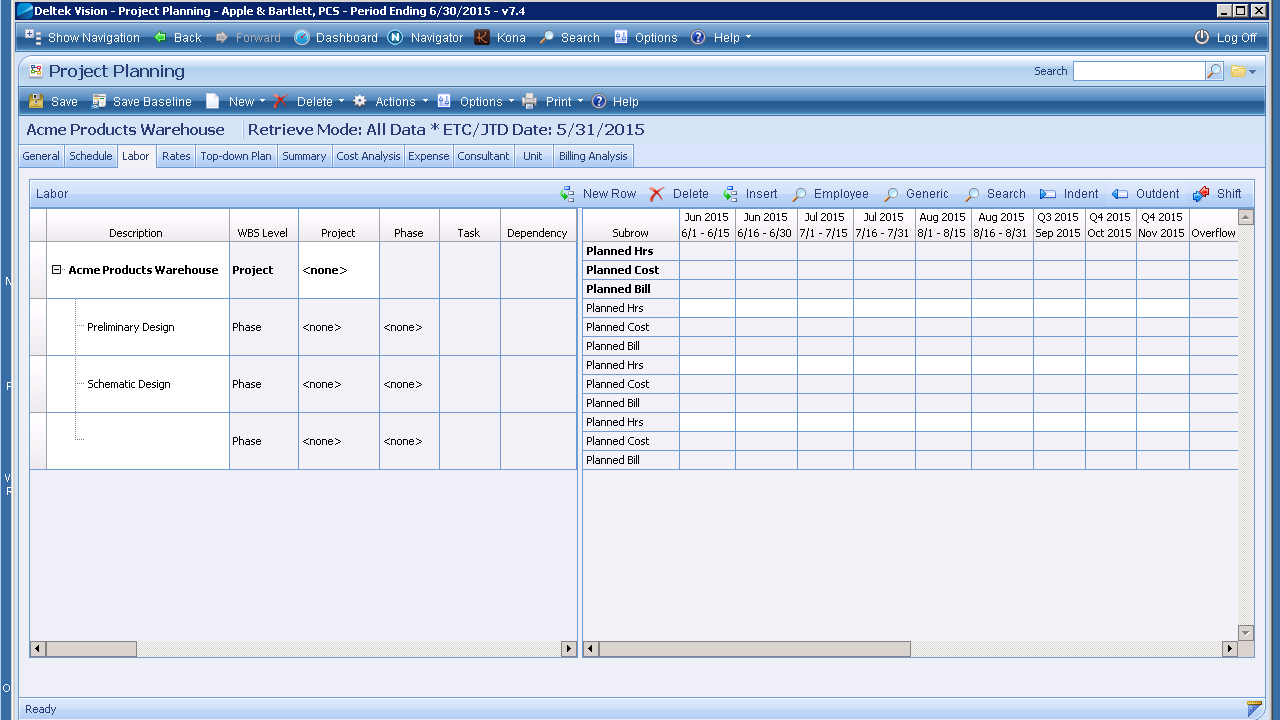 Deltek Vision - Project Planning - Apple & Bartlett, PCS - Period Ending 6/30/2015 - v7.4
Show Navigation Back Forward Dashboard Navigator Kona Search Options Help Log Off
Project Planning Search
Save Save Baseline New Delete Actions Options Print Help
Acme Products Warehouse Retrieve Mode: All Data * ETC/JTD Date: 5/31/2015
General Schedule Labor Rates Top-down Plan Summary Cost Analysis Expense Consultant Unit Billing Analysis
Labor New Row Delete Insert Employee Generic Search Indent Outdent Shift
Jun 2015 Jun 2015 Jul 2015 Jul 2015 Aug 2015 Aug 2015 Q3 2015 Q4 2015 Q4 2015
Description WBS Level Project Phase Task Dependency Subrow 6/1 - 6/15 6/16 - 6/30 7/1 - 7/15 7/16 - 7/31 8/1 - 8/15 8/16 - 8/31 Sep 2015 Oct 2015 Nov 2015 Overflow
Planned Hrs
Acme Products Warehouse Project <none> Planned Cost
Planned Bill
Planned Hrs
Preliminary Design Phase <none> <none> Planned Cost
Planned Bill
Planned Hrs
Schematic Design Phase <none> <none> Planned Cost
Planned Bill
Planned Hrs
Phase <none> <none> Planned Cost
Planned Bill
Ready